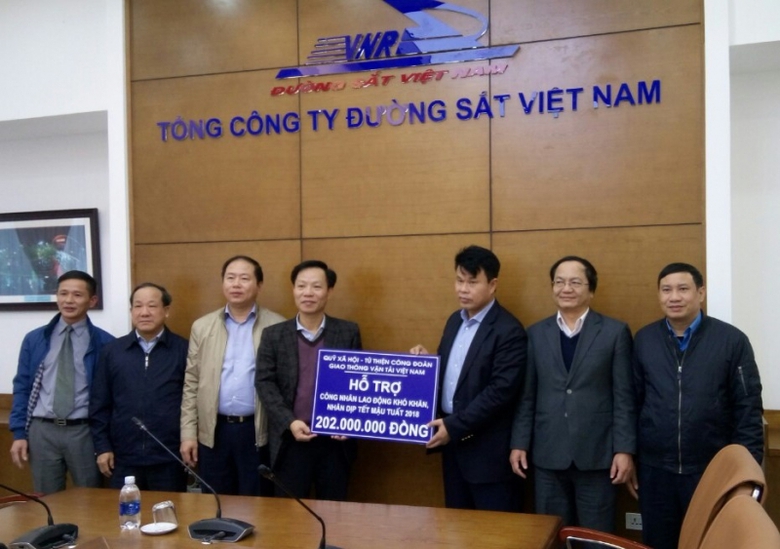 VNR
ĐƯỜNG SẮT VIỆT NAM
TỔNG CÔNG TY ĐƯỜNG SẮT VIỆT NAM
QUỸ XÃ HỘI - TỪ THIỆN CÔNG ĐOÀN
GIAO THÔNG VẬN TẢI VIỆT NAM
HỖ TRỢ
CÔNG NHÂN LAO ĐỘNG KHÓ KHĂN,
NHÂN DỊP TẾT MẬU TUẤT 2018
202.000.000 ĐỒNG